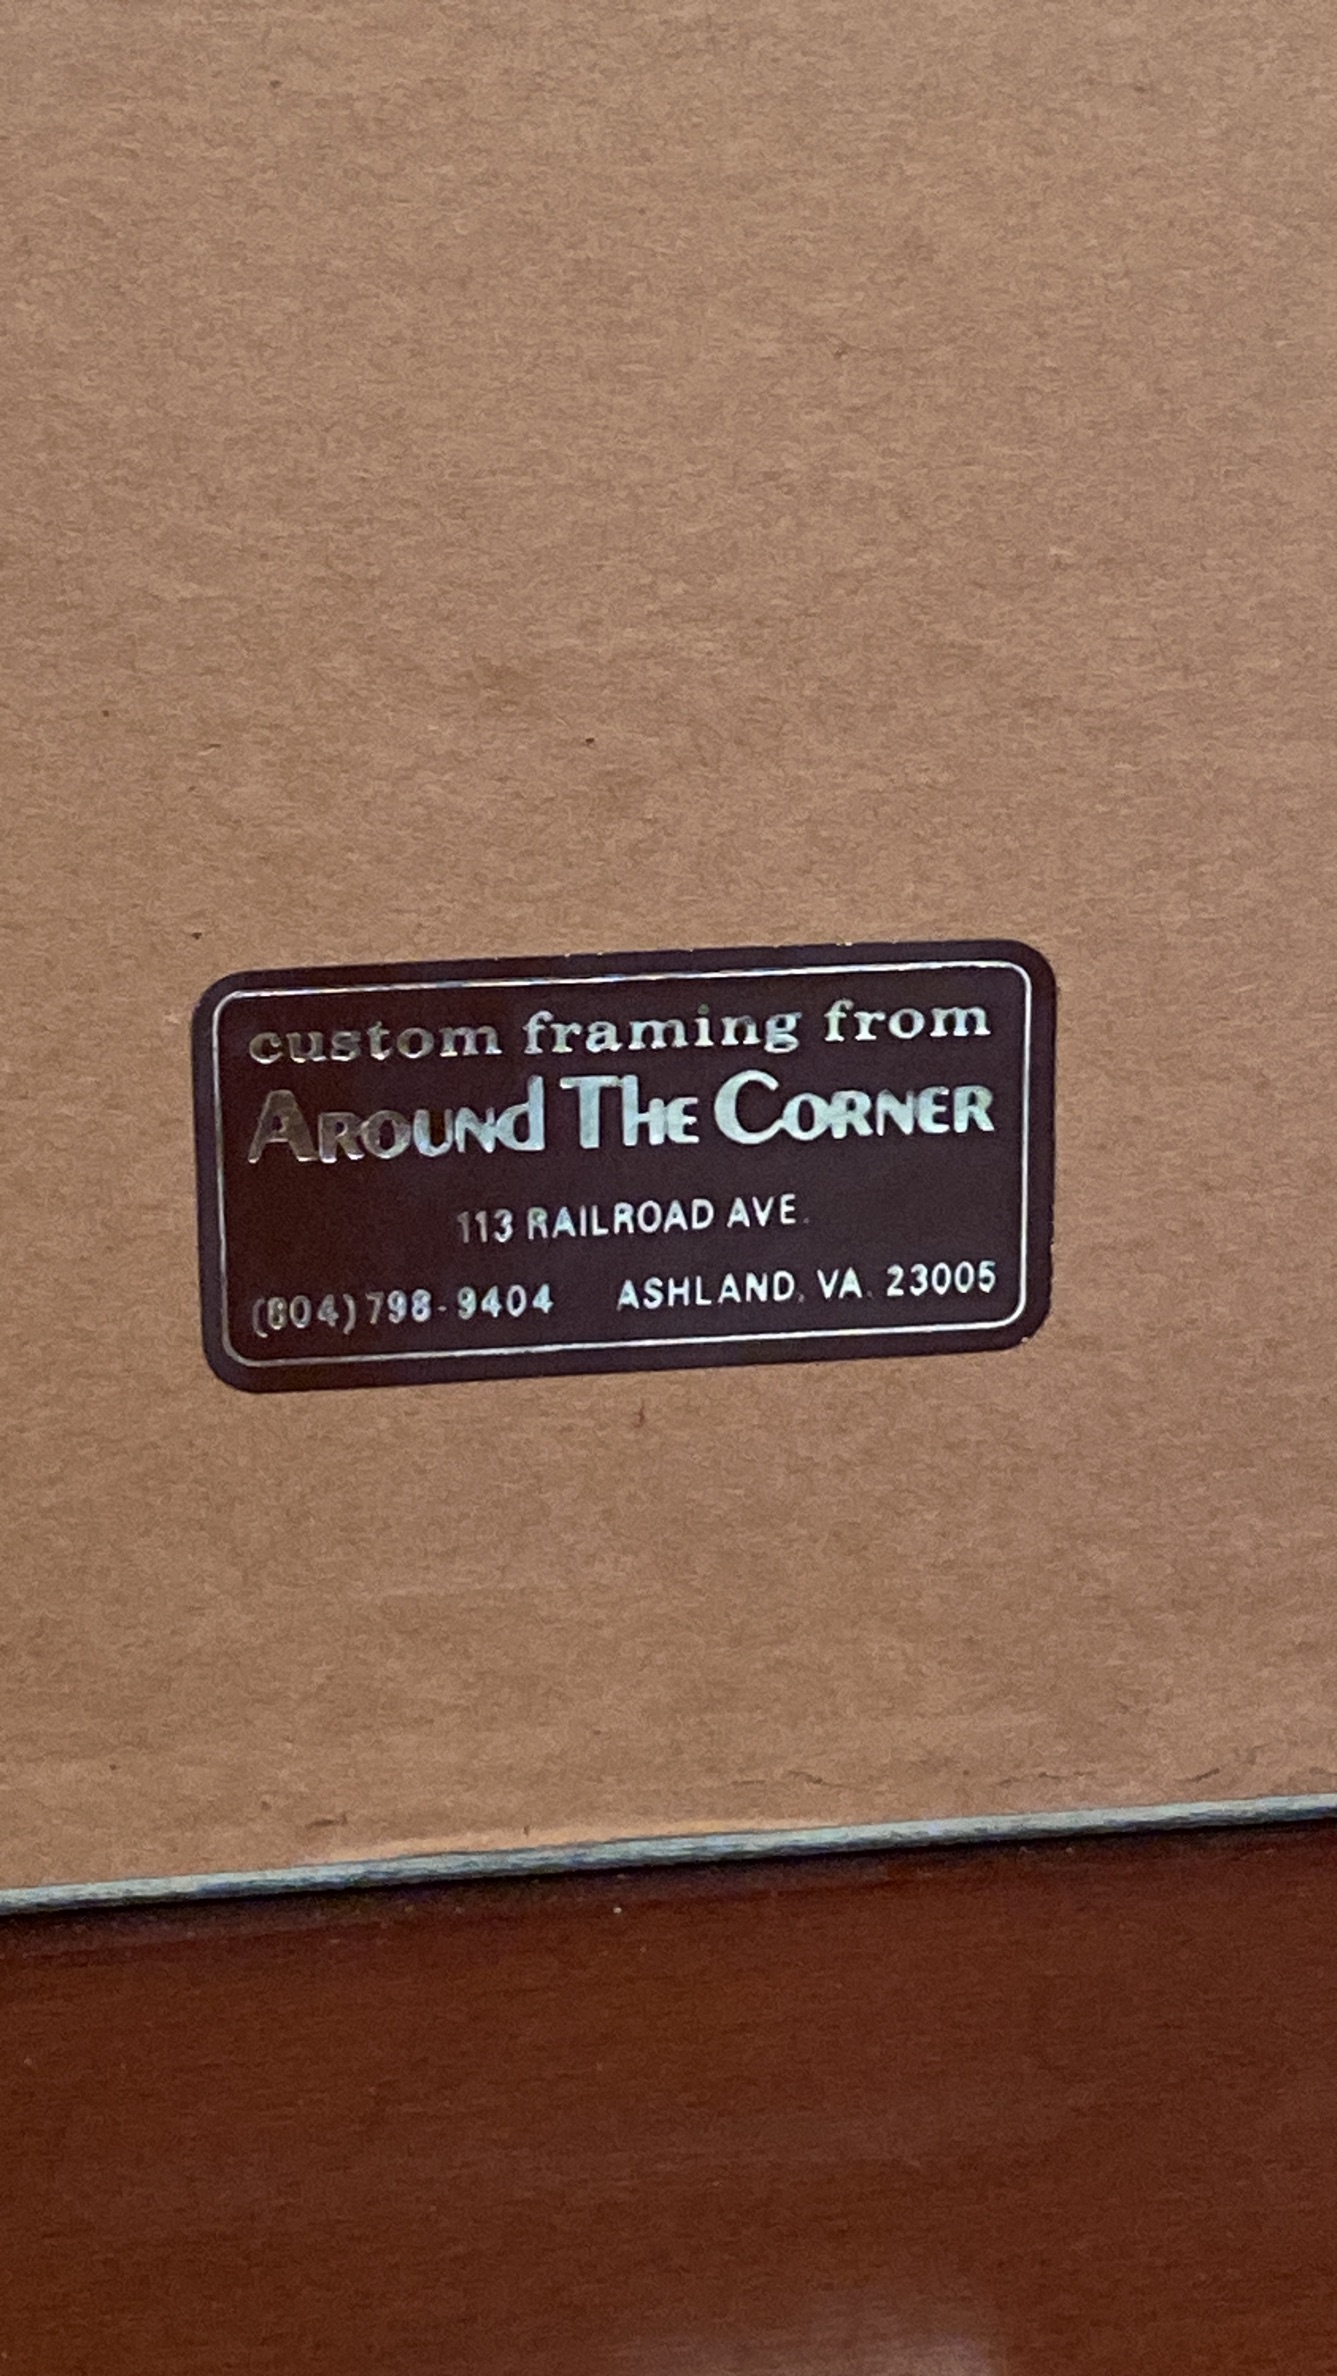 custom framing from
AROUNd THE CORNER
113 RAILROAD AVE.
(804) 798-9404 ASHLAND, VA. 23005